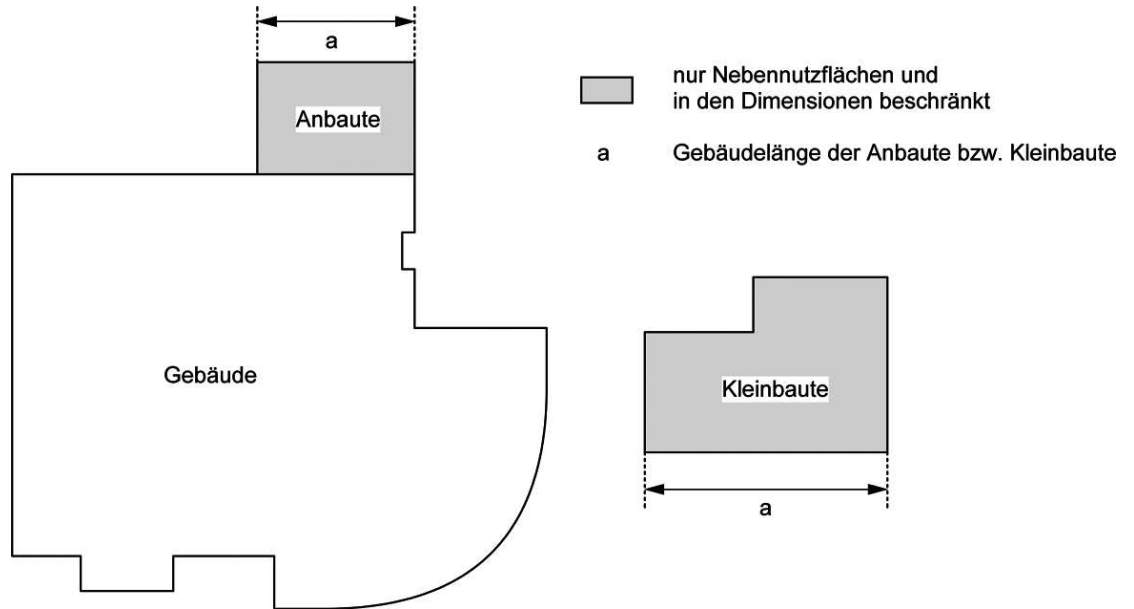 a
Anbaute
nur Nebennutzflächen und
in den Dimensionen beschränkt
a Gebäudelänge der Anbaute bzw. Kleinbaute
Gebäude
Kleinbaute
a